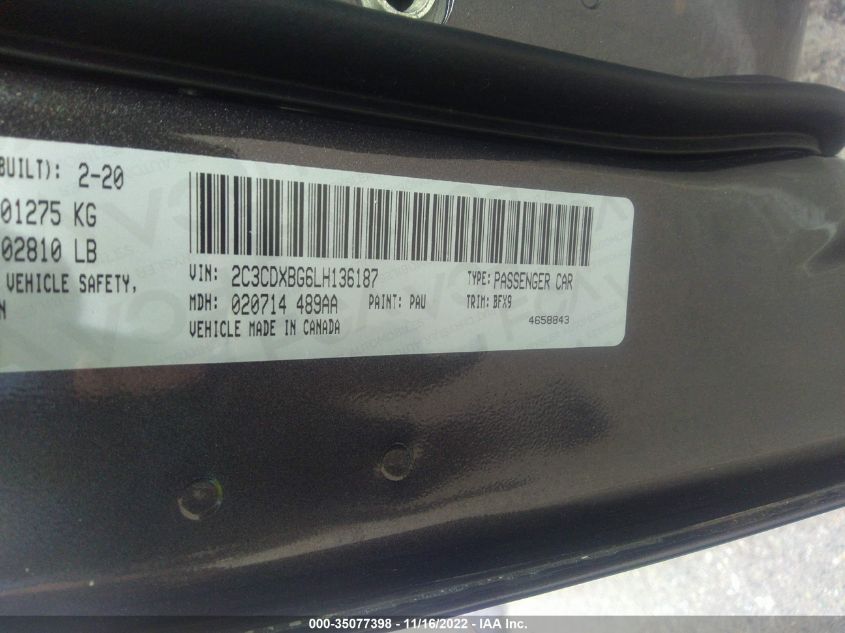 BUILT): 2-20
01275 KG
02810 LB
VEHICLE SAFETY,
N
VIN: 2C3CDXBG6LH136187
TYPE: PASSENGER CAR
MDH: 020714 489AA
PAINT: PAU
TRIM: BFX9
VEHICLE MADE IN CANADA
4658843
000-35077398 - 11/16/2022 - IAA Inc.